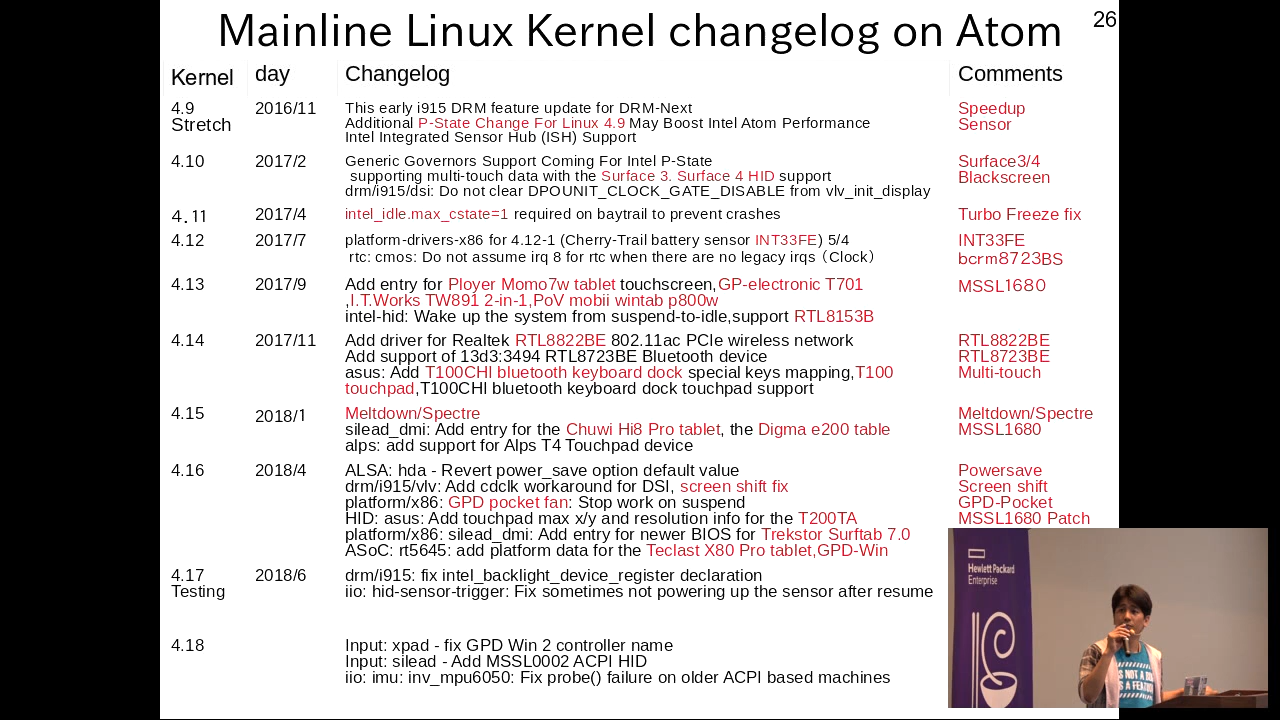 Mainline Linux Kernel changelog on Atom
26
Kernel day Changelog Comments
4.9 2016/11 This early i915 DRM feature update for DRM-Next Speedup
Stretch Additional P-State Change For Linux 4.9 May Boost Intel Atom Performance Sensor
Intel Integrated Sensor Hub (ISH) Support
4.10 2017/2 Generic Governors Support Coming For Intel P-State Surface3/4
supporting multi-touch data with the Surface 3. Surface 4 HID support Blackscreen
drm/i915/dsi: Do not clear DPOUNIT_CLOCK_GATE_DISABLE from vlv_init_display
4.11 2017/4 intel_idle.max_cstate=1 required on baytrail to prevent crashes Turbo Freeze fix
4.12 2017/7 platform-drivers-x86 for 4.12-1 (Cherry-Trail battery sensor INT33FE) 5/4 INT33FE
rtc: cmos: Do not assume irq 8 for rtc when there are no legacy irqs（Clock） bcrm8723BS
4.13 2017/9 Add entry for Ployer Momo7w tablet touchscreen,GP-electronic T701 MSSL1680
,I.T.Works TW891 2-in-1,PoV mobii wintab p800w
intel-hid: Wake up the system from suspend-to-idle,support RTL8153B
4.14 2017/11 Add driver for Realtek RTL8822BE 802.11ac PCIe wireless network RTL8822BE
Add support of 13d3:3494 RTL8723BE Bluetooth device RTL8723BE
asus: Add T100CHI bluetooth keyboard dock special keys mapping,T100 Multi-touch
touchpad,T100CHI bluetooth keyboard dock touchpad support
4.15 2018/1 Meltdown/Spectre Meltdown/Spectre
silead_dmi: Add entry for the Chuwi Hi8 Pro tablet, the Digma e200 table MSSL1680
alps: add support for Alps T4 Touchpad device
4.16 2018/4 ALSA: hda - Revert power_save option default value Powersave
drm/i915/vlv: Add cdclk workaround for DSI, screen shift fix Screen shift
platform/x86: GPD pocket fan: Stop work on suspend GPD-Pocket
HID: asus: Add touchpad max x/y and resolution info for the T200TA MSSL1680 Patch
platform/x86: silead_dmi: Add entry for newer BIOS for Trekstor Surftab 7.0
ASoC: rt5645: add platform data for the Teclast X80 Pro tablet,GPD-Win
4.17 2018/6 drm/i915: fix intel_backlight_device_register declaration
Testing iio: hid-sensor-trigger: Fix sometimes not powering up the sensor after resume
4.18 Input: xpad - fix GPD Win 2 controller name
Input: silead - Add MSSL0002 ACPI HID
iio: imu: inv_mpu6050: Fix probe() failure on older ACPI based machines
Hewlett Packard
Enterprise